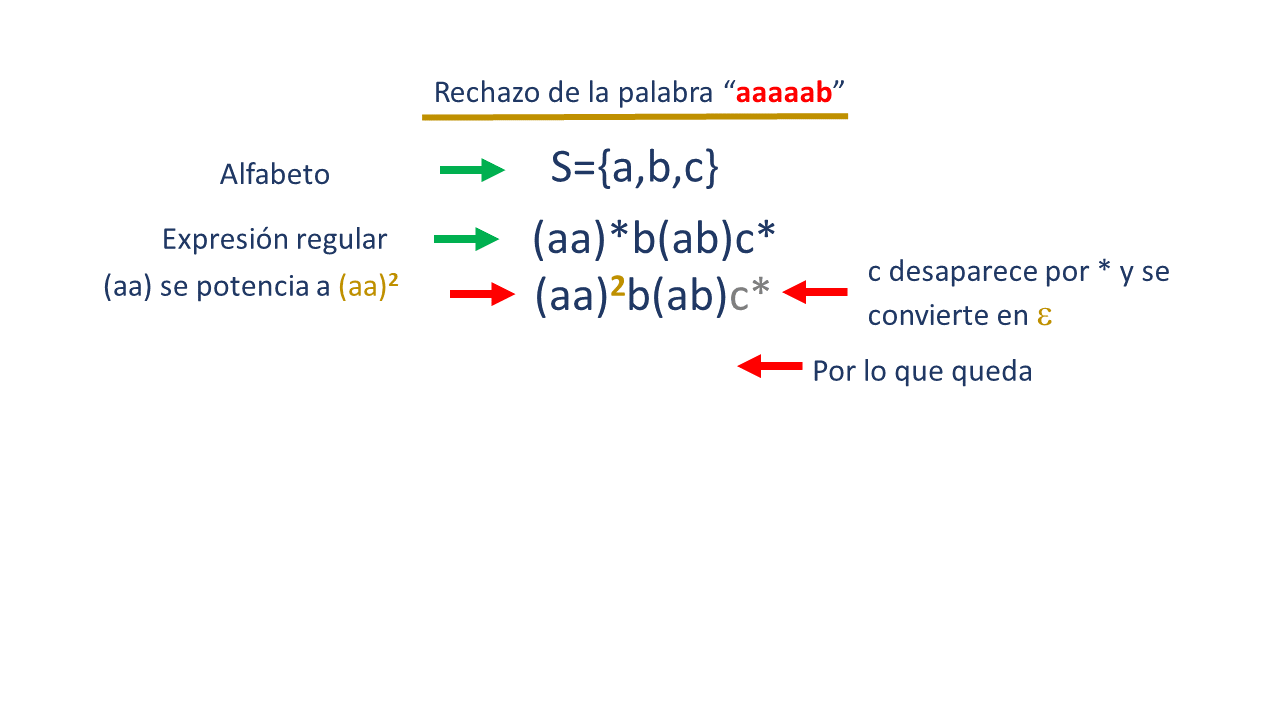 Rechazo de la palabra “aaaaab”
Alfabeto
S={a,b,c}
Expresión regular
(aa)*b(ab)c*
(aa) se potencia a (aa)²
(aa)²b(ab)c*
c desaparece por * y se
convierte en ε
Por lo que queda